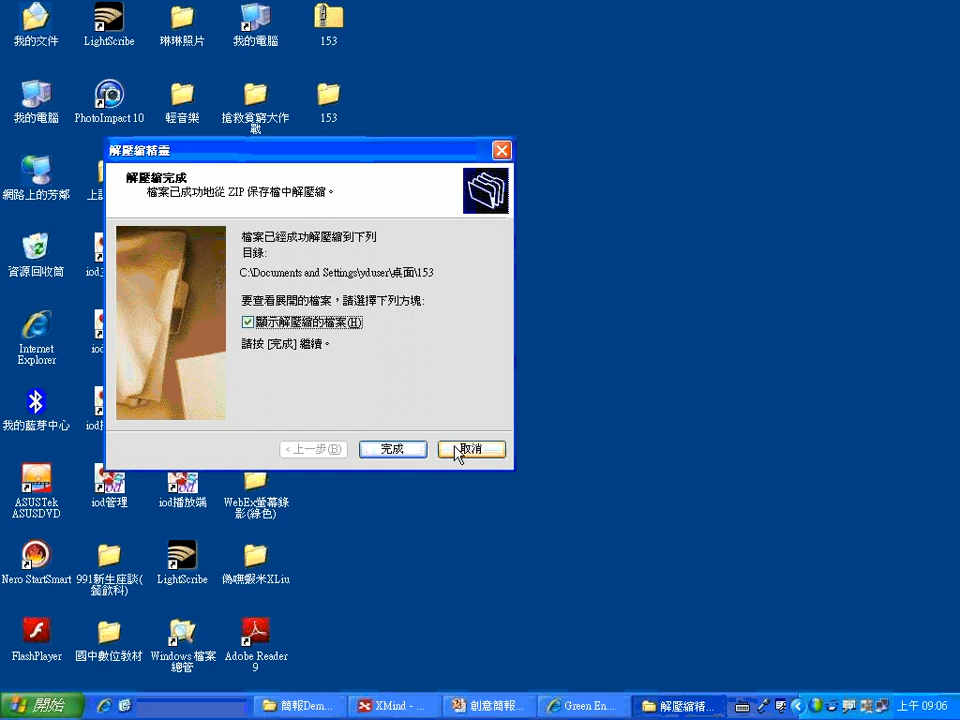 我的文件
LightScribe
琳琳照片
我的電腦
153
我的電腦
PhotoImpact 10
輕音樂
搶救貧窮大作
戰
153
解壓縮精靈
解壓縮完成
檔案已成功地從 ZIP 保存檔中解壓縮。
檔案已經成功解壓縮到下列
目錄:
C:\Documents and Settings\yduser\桌面\153
要查看展開的檔案，請選擇下列方塊:
顯示解壓縮的檔案(H)
請按 [完成] 繼續。
< 上一步(B)
完成
取消
網路上的芳鄰
資源回收筒
iod
Internet
Explorer
iod
我的藍芽中心
iod
ASUSTek
ASUSDVD
iod管理
iod播放端
WebEx螢幕錄
影(綠色)
Nero StartSmart
991新生座談(
餐飲科)
LightScribe
偽嘸蝦米XLiu
FlashPlayer
國中數位教材
Windows 檔案
總管
Adobe Reader
9
開始
簡報Dem...
XMind - ...
創意簡報...
Green En...
解壓縮精...
上午 09:06